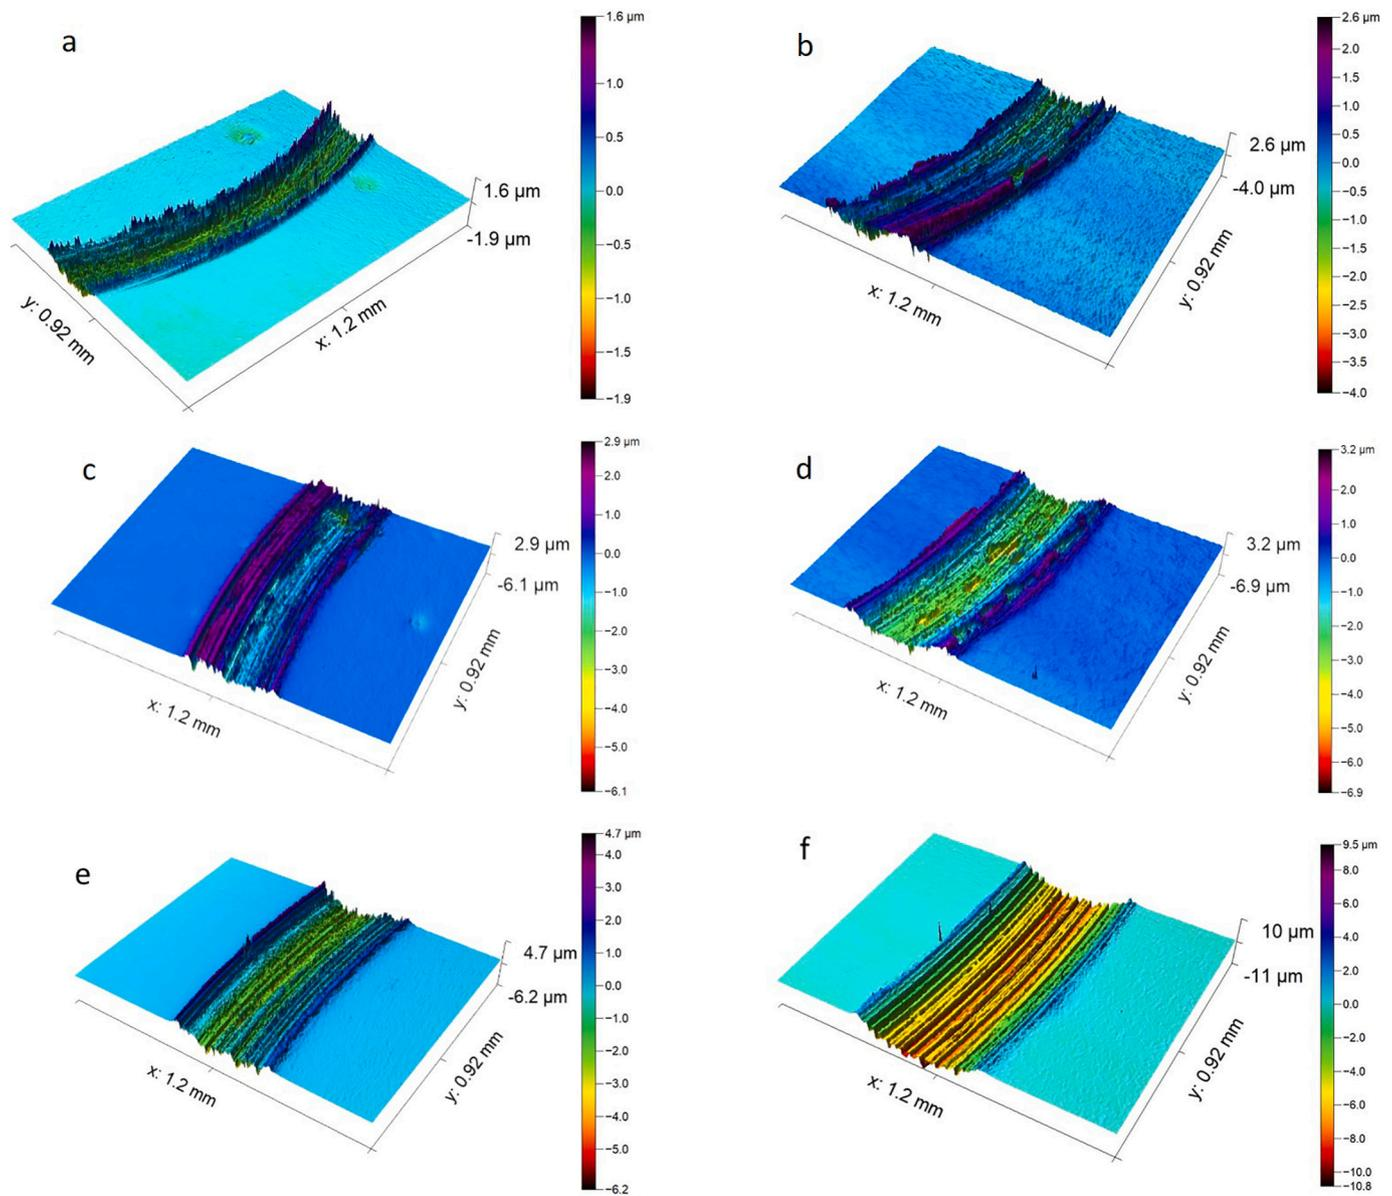 a
1.6 µm
1.0
0.5
0.0
−0.5
−1.0
−1.5
−1.9
1.6 µm
-1.9 µm
y: 0.92 mm
x: 1.2 mm
b
2.6 µm
2.0
1.5
1.0
0.5
0.0
−0.5
−1.0
−1.5
−2.0
−2.5
−3.0
−3.5
−4.0
2.6 µm
-4.0 µm
x: 1.2 mm
y: 0.92 mm
c
2.9 µm
2.0
1.0
0.0
−1.0
−2.0
−3.0
−4.0
−5.0
−6.1
2.9 µm
-6.1 µm
x: 1.2 mm
y: 0.92 mm
d
3.2 µm
2.0
1.0
0.0
−1.0
−2.0
−3.0
−4.0
−5.0
−6.0
−6.9
3.2 µm
-6.9 µm
x: 1.2 mm
y: 0.92 mm
e
4.7 µm
4.0
3.0
2.0
1.0
0.0
−1.0
−2.0
−3.0
−4.0
−5.0
−6.2
4.7 µm
-6.2 µm
x: 1.2 mm
y: 0.92 mm
f
9.5 µm
8.0
6.0
4.0
2.0
0.0
−2.0
−4.0
−6.0
−8.0
−10.0
−10.8
10 µm
-11 µm
x: 1.2 mm
y: 0.92 mm